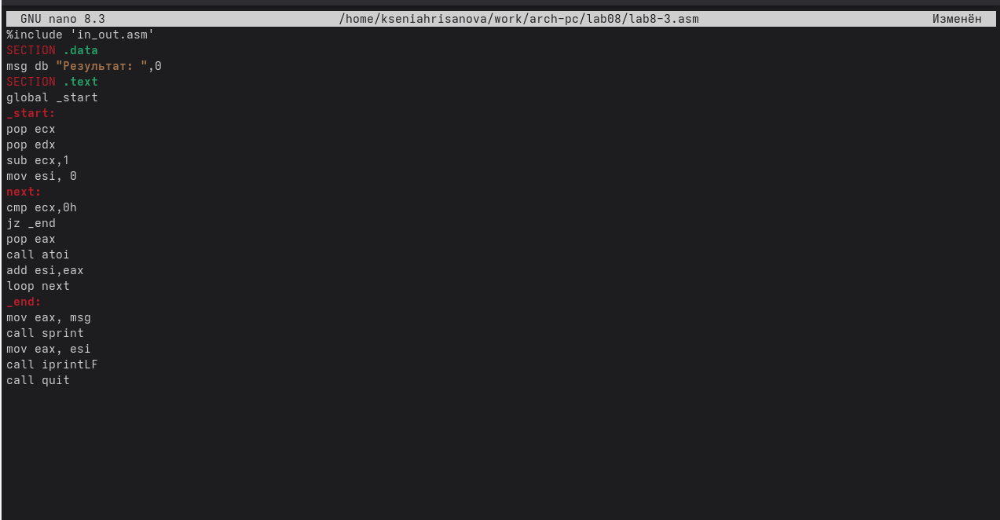 GNU nano 8.3 /home/kseniahrisanova/work/arch-pc/lab08/lab8-3.asm Изменён
%include 'in_out.asm'
SECTION .data
msg db "Результат: ",0
SECTION .text
global _start
_start:
pop ecx
pop edx
sub ecx,1
mov esi, 0
next:
cmp ecx,0h
jz _end
pop eax
call atoi
add esi,eax
loop next
_end:
mov eax, msg
call sprint
mov eax, esi
call iprintLF
call quit